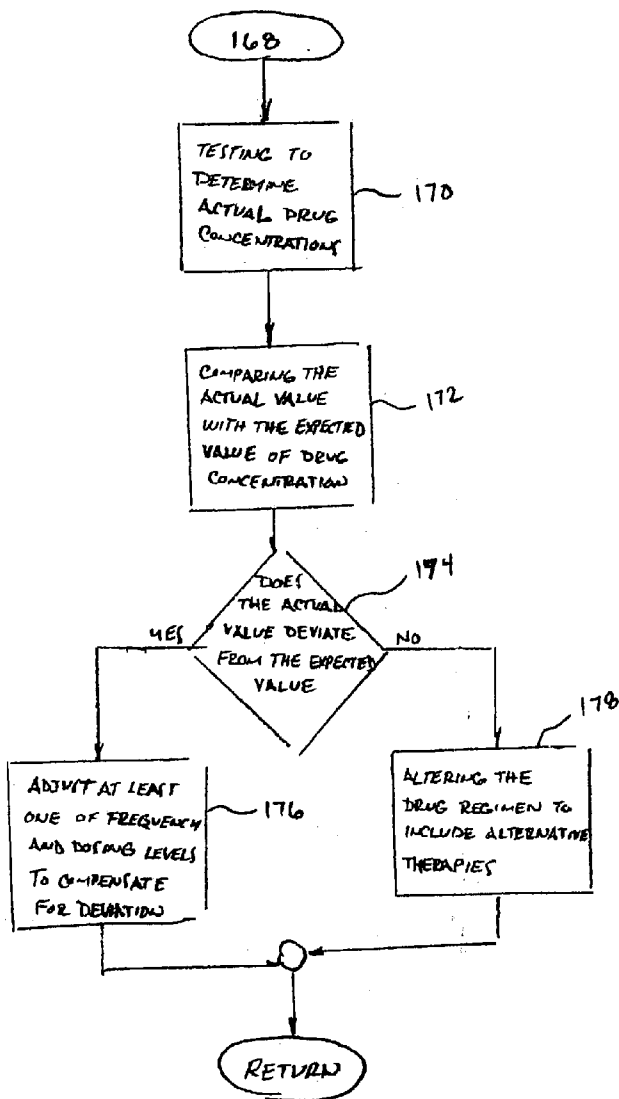 168
TESTING TO
DETERMINE
ACTUAL DRUG
CONCENTRATIONS
170
COMPARING THE
ACTUAL VALUE
WITH THE EXPECTED
VALUE OF DRUG
CONCENTRATION
172
DOES
THE ACTUAL
VALUE DEVIATE
FROM THE EXPECTED
VALUE
174
YES
NO
ADJUST AT LEAST
ONE OF FREQUENCY
AND DOSING LEVELS
TO COMPENSATE
FOR DEVIATION
176
ALTERING THE
DRUG REGIMEN TO
INCLUDE ALTERNATIVE
THERAPIES
178
RETURN